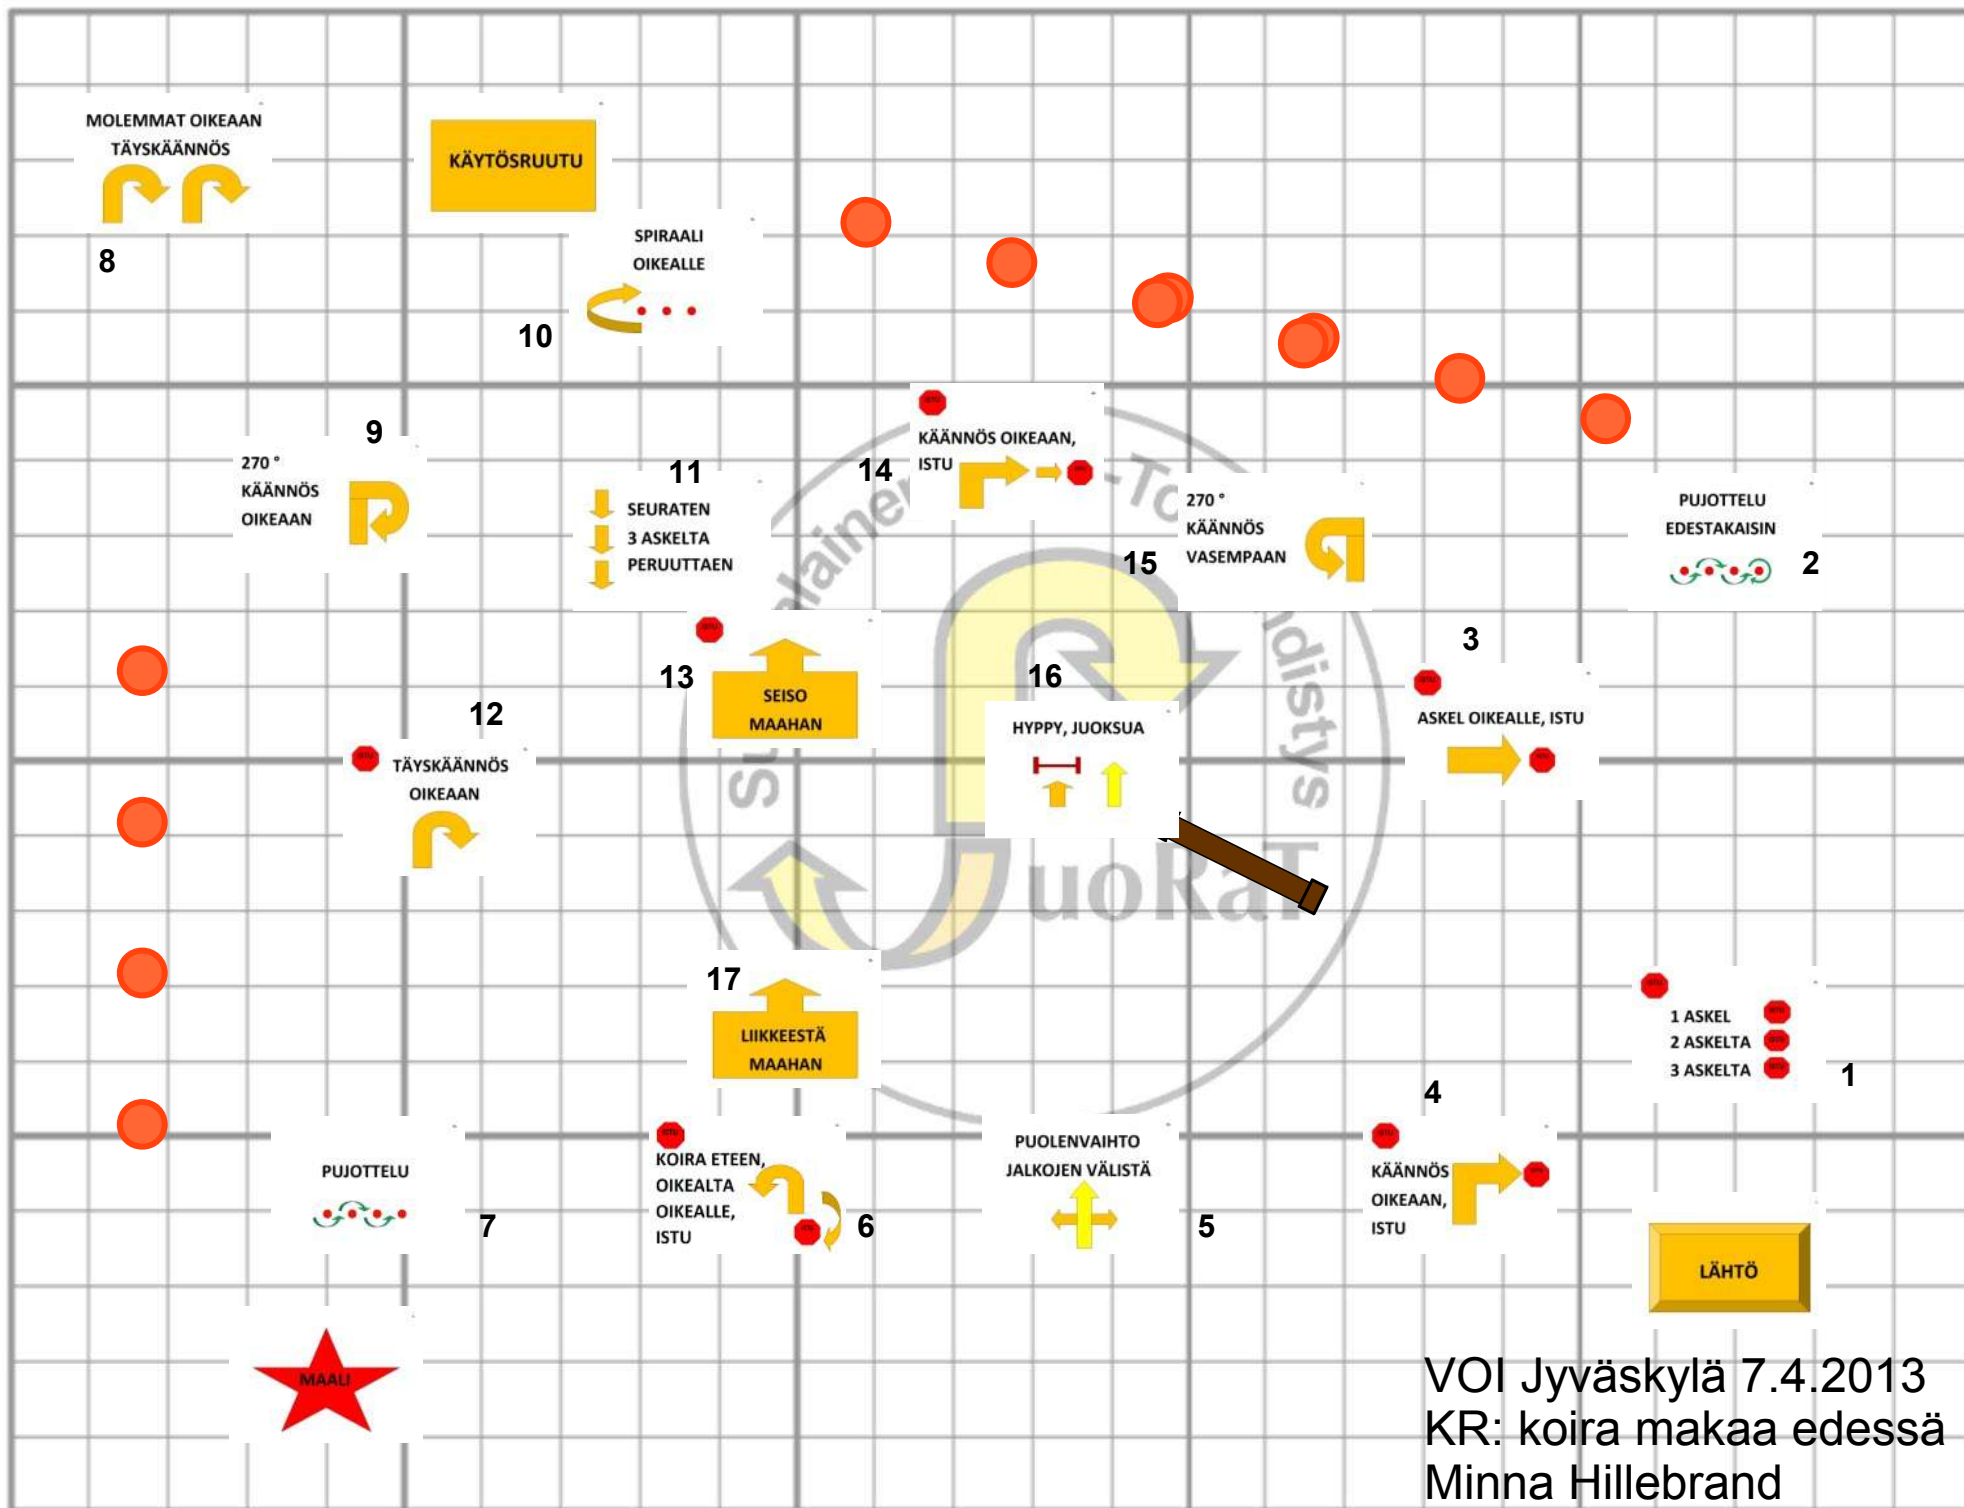 MOLEMMAT OIKEAAN
TÄYSKÄÄNNÖS
8
KÄYTÖSRUUTU
SPIRAALI
OIKEALLE
10
9
270 °
KÄÄNNÖS
OIKEAAN
11
SEURATEN
3 ASKELTA
PERUUTTAEN
14
KÄÄNNÖS OIKEAAN,
ISTU
15
270 °
KÄÄNNÖS
VASEMPAAN
PUJOTTELU
EDESTAKAISIN
2
3
ASKEL OIKEALLE, ISTU
13
SEISO
MAAHAN
16
HYPPY, JUOKSUA
12
TÄYSKÄÄNNÖS
OIKEAAN
uoRaT
17
LIIKKEESTÄ
MAAHAN
1 ASKEL
2 ASKELTA
3 ASKELTA
1
4
KÄÄNNÖS
OIKEAAN,
ISTU
PUOLENVAIHTO
JALKOJEN VÄLISTÄ
5
KOIRA ETEEN,
OIKEALTA
OIKEALLE,
ISTU
6
PUJOTTELU
7
LÄHTÖ
MAALI
VOI Jyväskylä 7.4.2013
KR: koira makaa edessä
Minna Hillebrand